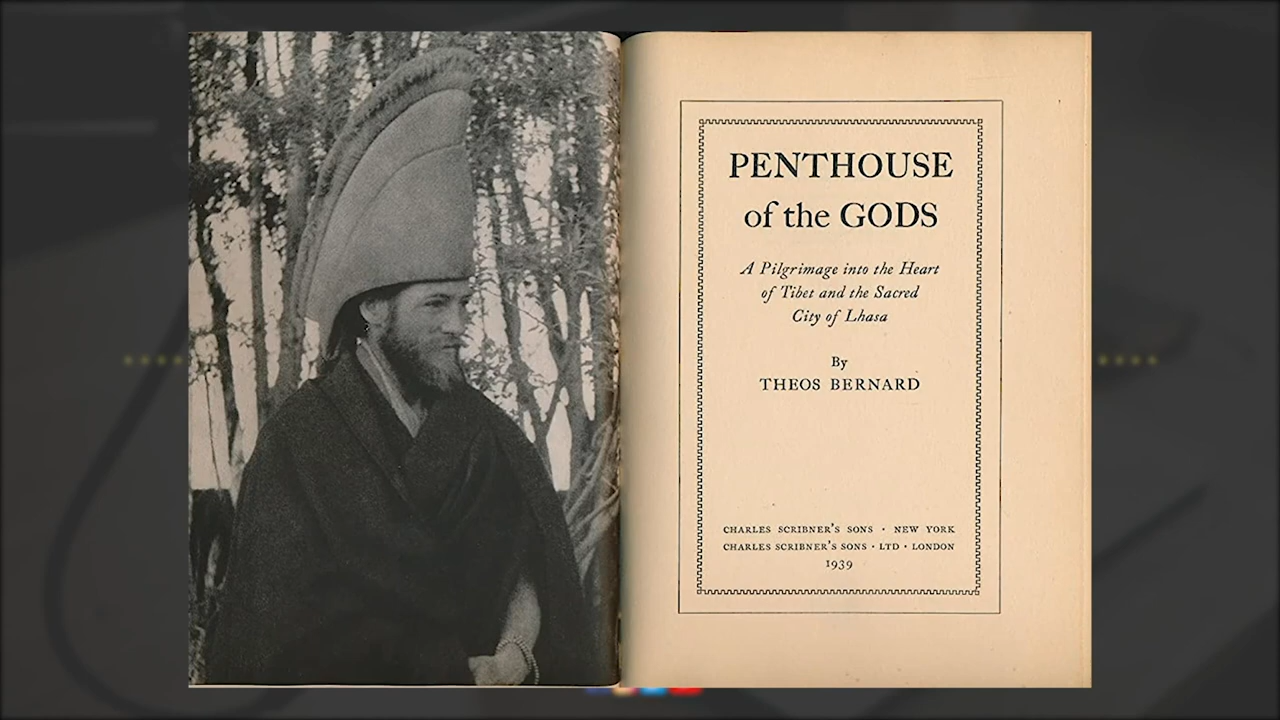 PENTHOUSE
of the GODS
A Pilgrimage into the Heart
of Tibet and the Sacred
City of Lhasa
By
THEOS BERNARD
CHARLES SCRIBNER'S SONS · NEW YORK
CHARLES SCRIBNER'S SONS · LTD · LONDON
1939